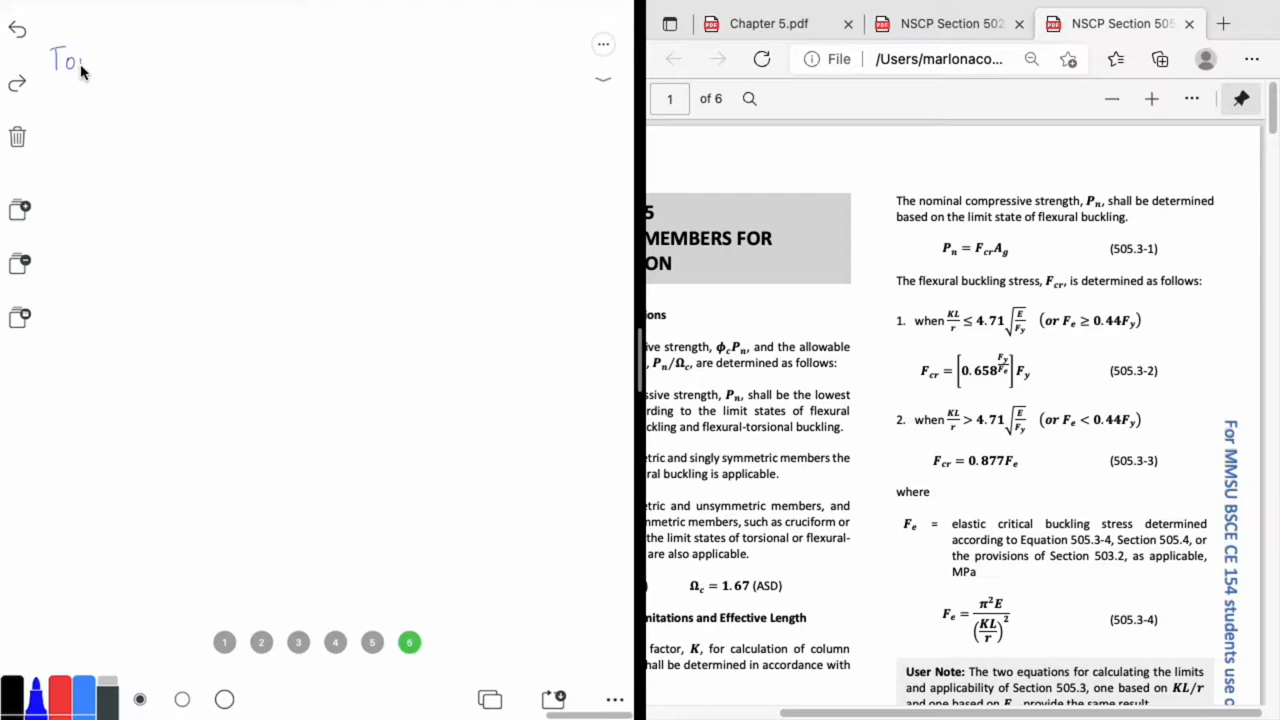 To
Chapter 5.pdf
NSCP Section 502
NSCP Section 505
File
/Users/marlonaco...
1 of 6
5
MEMBERS FOR
ON
ions
ive strength, ϕcPn, and the allowable
, Pn/Ωc, are determined as follows:
ssive strength, Pn, shall be the lowest
rding to the limit states of flexural
ckling and flexural-torsional buckling.
etric and singly symmetric members the
ral buckling is applicable.
etric and unsymmetric members, and
mmetric members, such as cruciform or
the limit states of torsional or flexural-
are also applicable.
) Ωc = 1.67 (ASD)
mitations and Effective Length
factor, K, for calculation of column
hall be determined in accordance with
The nominal compressive strength, Pn, shall be determined
based on the limit state of flexural buckling.
Pn = FcrAg (505.3-1)
The flexural buckling stress, Fcr, is determined as follows:
1. when KL/r ≤ 4.71√(E/Fy) (or Fe ≥ 0.44Fy)
Fcr = [0.658^(Fy/Fe)] Fy (505.3-2)
2. when KL/r > 4.71√(E/Fy) (or Fe < 0.44Fy)
Fcr = 0.877Fe (505.3-3)
where
Fe = elastic critical buckling stress determined
according to Equation 505.3-4, Section 505.4, or
the provisions of Section 503.2, as applicable,
MPa
Fe = π²E/(KL/r)² (505.3-4)
User Note: The two equations for calculating the limits
and applicability of Section 505.3, one based on KL/r
and one based on Fe, provide the same result.
For MMSU BSCE CE 154 students use o
1 2 3 4 5 6